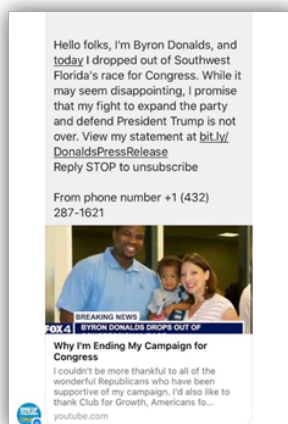 Hello folks, I'm Byron Donalds, and
today I dropped out of Southwest
Florida's race for Congress. While it
may seem disappointing, I promise
that my fight to expand the party
and defend President Trump is not
over. View my statement at bit.ly/
DonaldsPressRelease
Reply STOP to unsubscribe
From phone number +1 (432)
287-1621
BREAKING NEWS
FOX4 BYRON DONALDS DROPS OUT OF
Why I'm Ending My Campaign for
Congress
I couldn't be more thankful to all of the
wonderful Republicans who have been
supportive of my campaign. I'd also like to
thank Club for Growth, Americans fo...
youtube.com